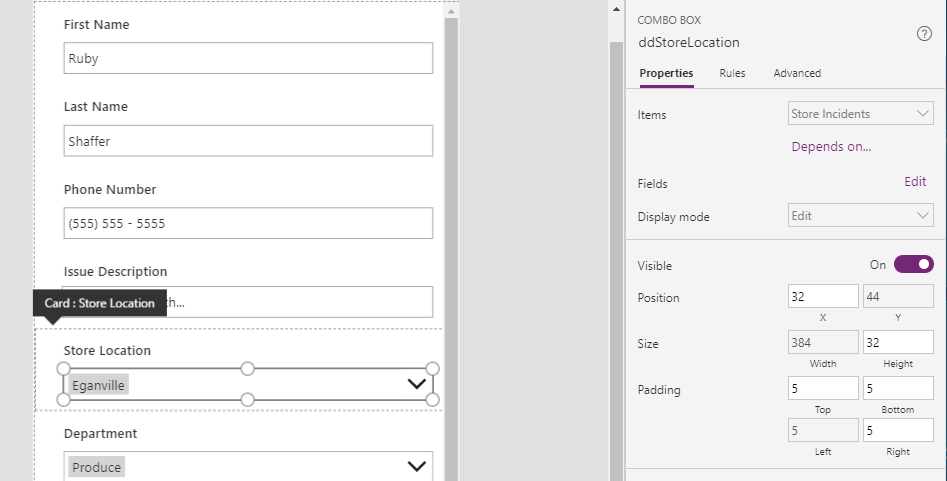 First Name
Ruby
Last Name
Shaffer
Phone Number
(555) 555 - 5555
Issue Description
Card : Store Location
Store Location
Eganville
Department
Produce
COMBO BOX
ddStoreLocation
?
Properties Rules Advanced
Items Store Incidents
Depends on...
Fields Edit
Display mode Edit
Visible On
Position 32 44
X Y
Size 384 32
Width Height
Padding 5 5
Top Bottom
5 5
Left Right